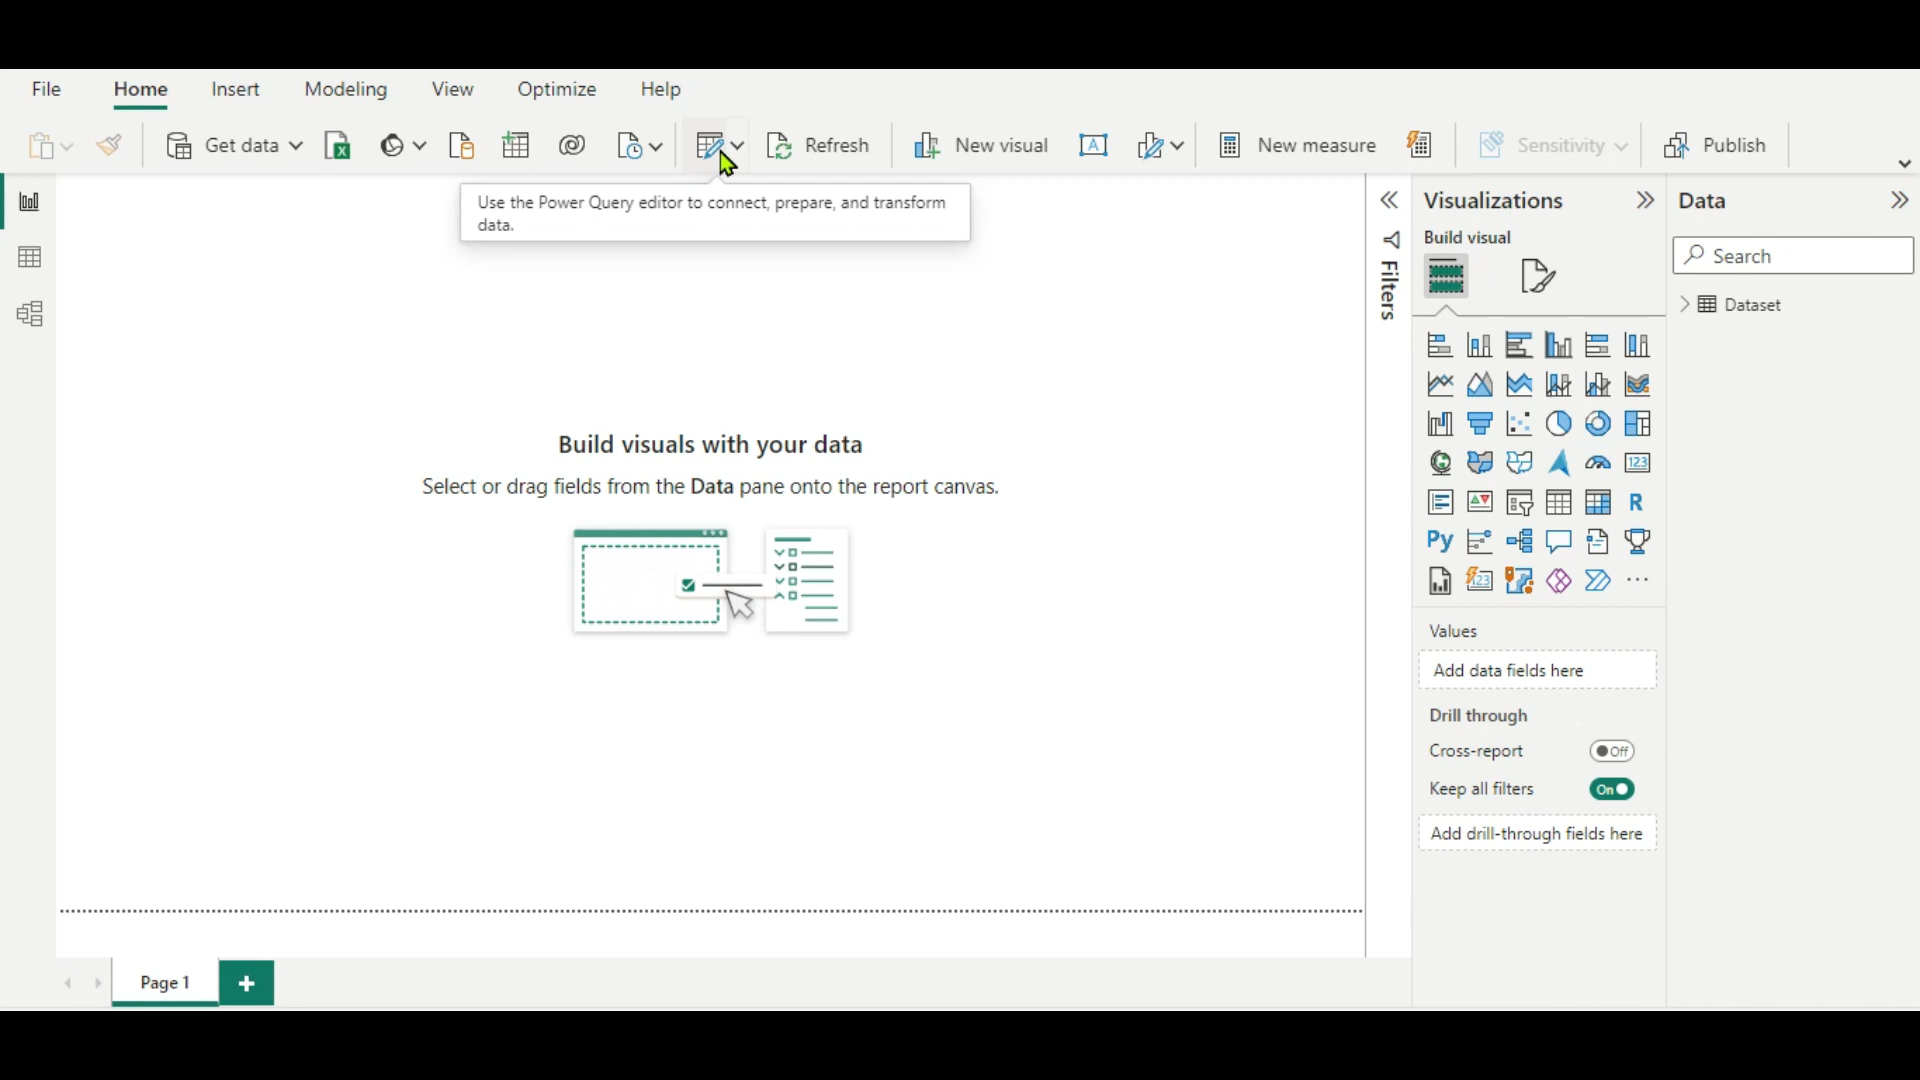 File Home Insert Modeling View Optimize Help
Get data Refresh New visual New measure Sensitivity Publish
Use the Power Query editor to connect, prepare, and transform
data.
Build visuals with your data
Select or drag fields from the Data pane onto the report canvas.
Filters
Visualizations
Build visual
R
Py
123
123
Values
Add data fields here
Drill through
Cross-report Off
Keep all filters On
Add drill-through fields here
Data
Search
Dataset
Page 1